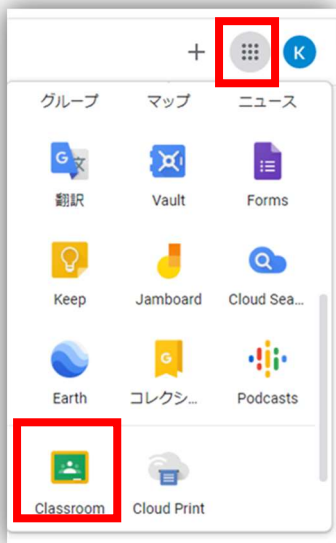 K
グループ マップ ニュース
G 文
翻訳 Vault Forms
Keep Jamboard Cloud Sea...
G
Earth コレクシ... Podcasts
Classroom Cloud Print